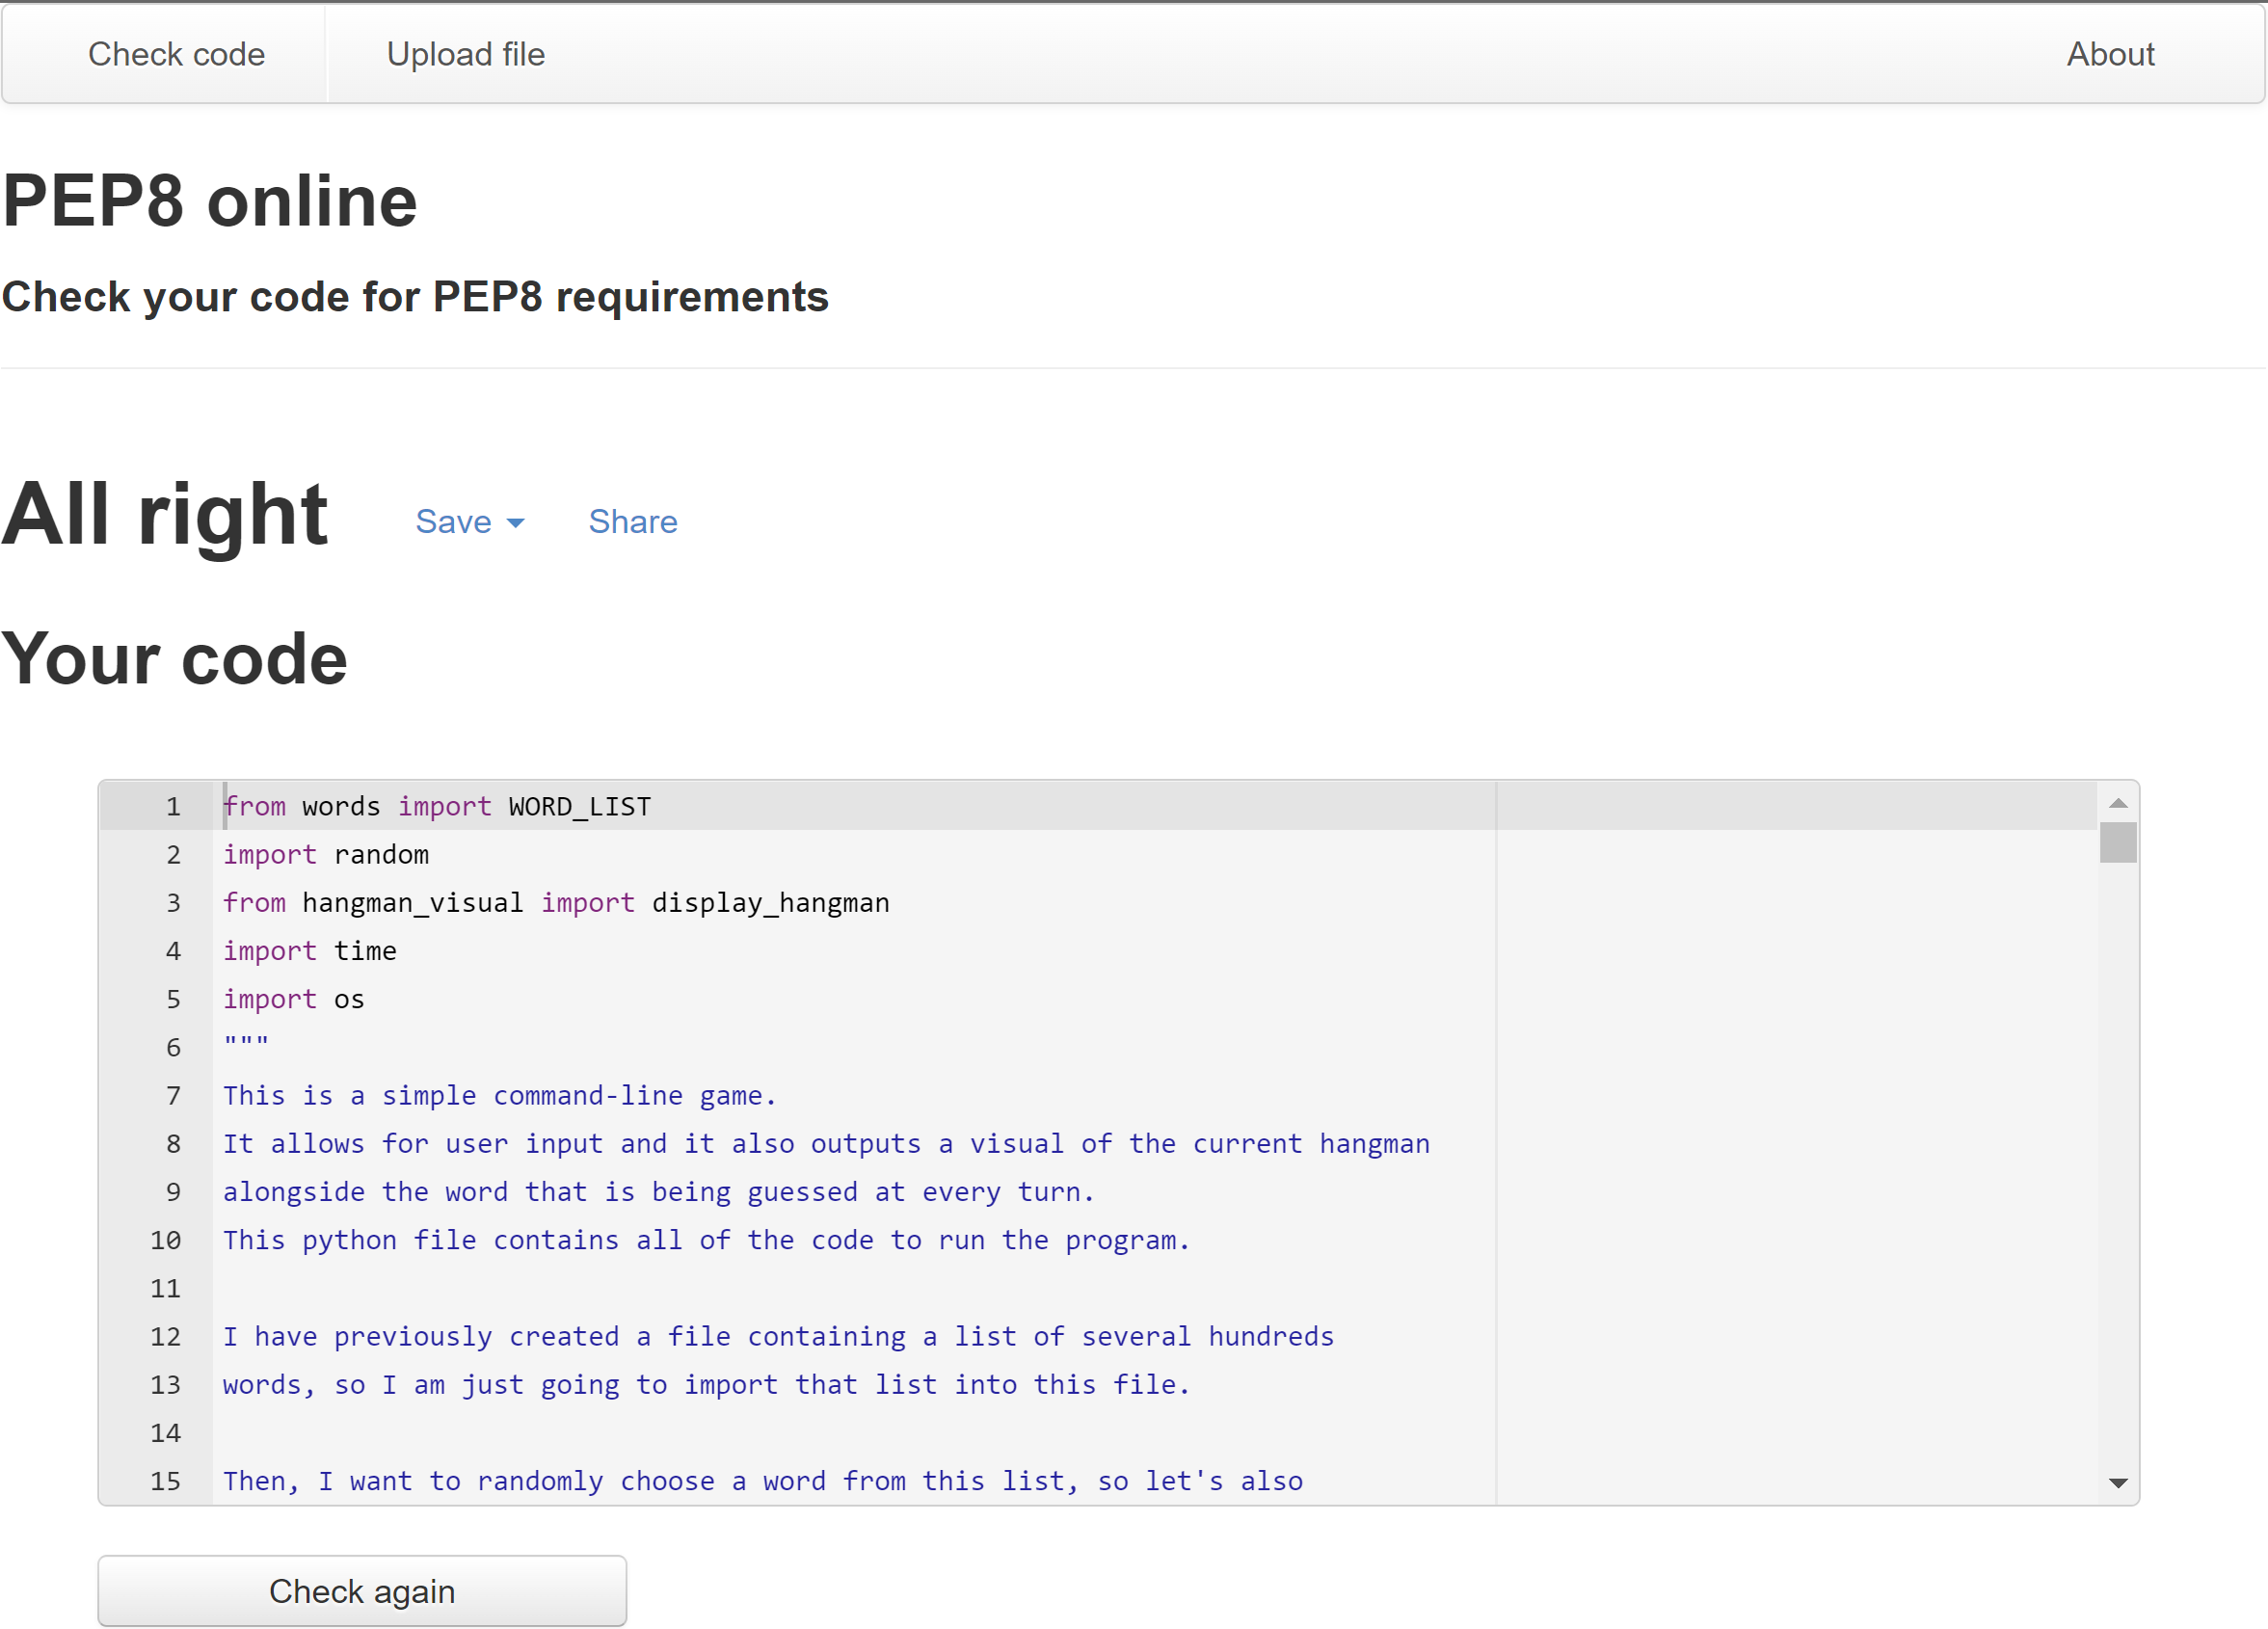 Check code Upload file About
PEP8 online
Check your code for PEP8 requirements
All right Save Share
Your code
1 from words import WORD_LIST
2 import random
3 from hangman_visual import display_hangman
4 import time
5 import os
6 """
7 This is a simple command-line game.
8 It allows for user input and it also outputs a visual of the current hangman
9 alongside the word that is being guessed at every turn.
10 This python file contains all of the code to run the program.
11
12 I have previously created a file containing a list of several hundreds
13 words, so I am just going to import that list into this file.
14
15 Then, I want to randomly choose a word from this list, so let's also
Check again